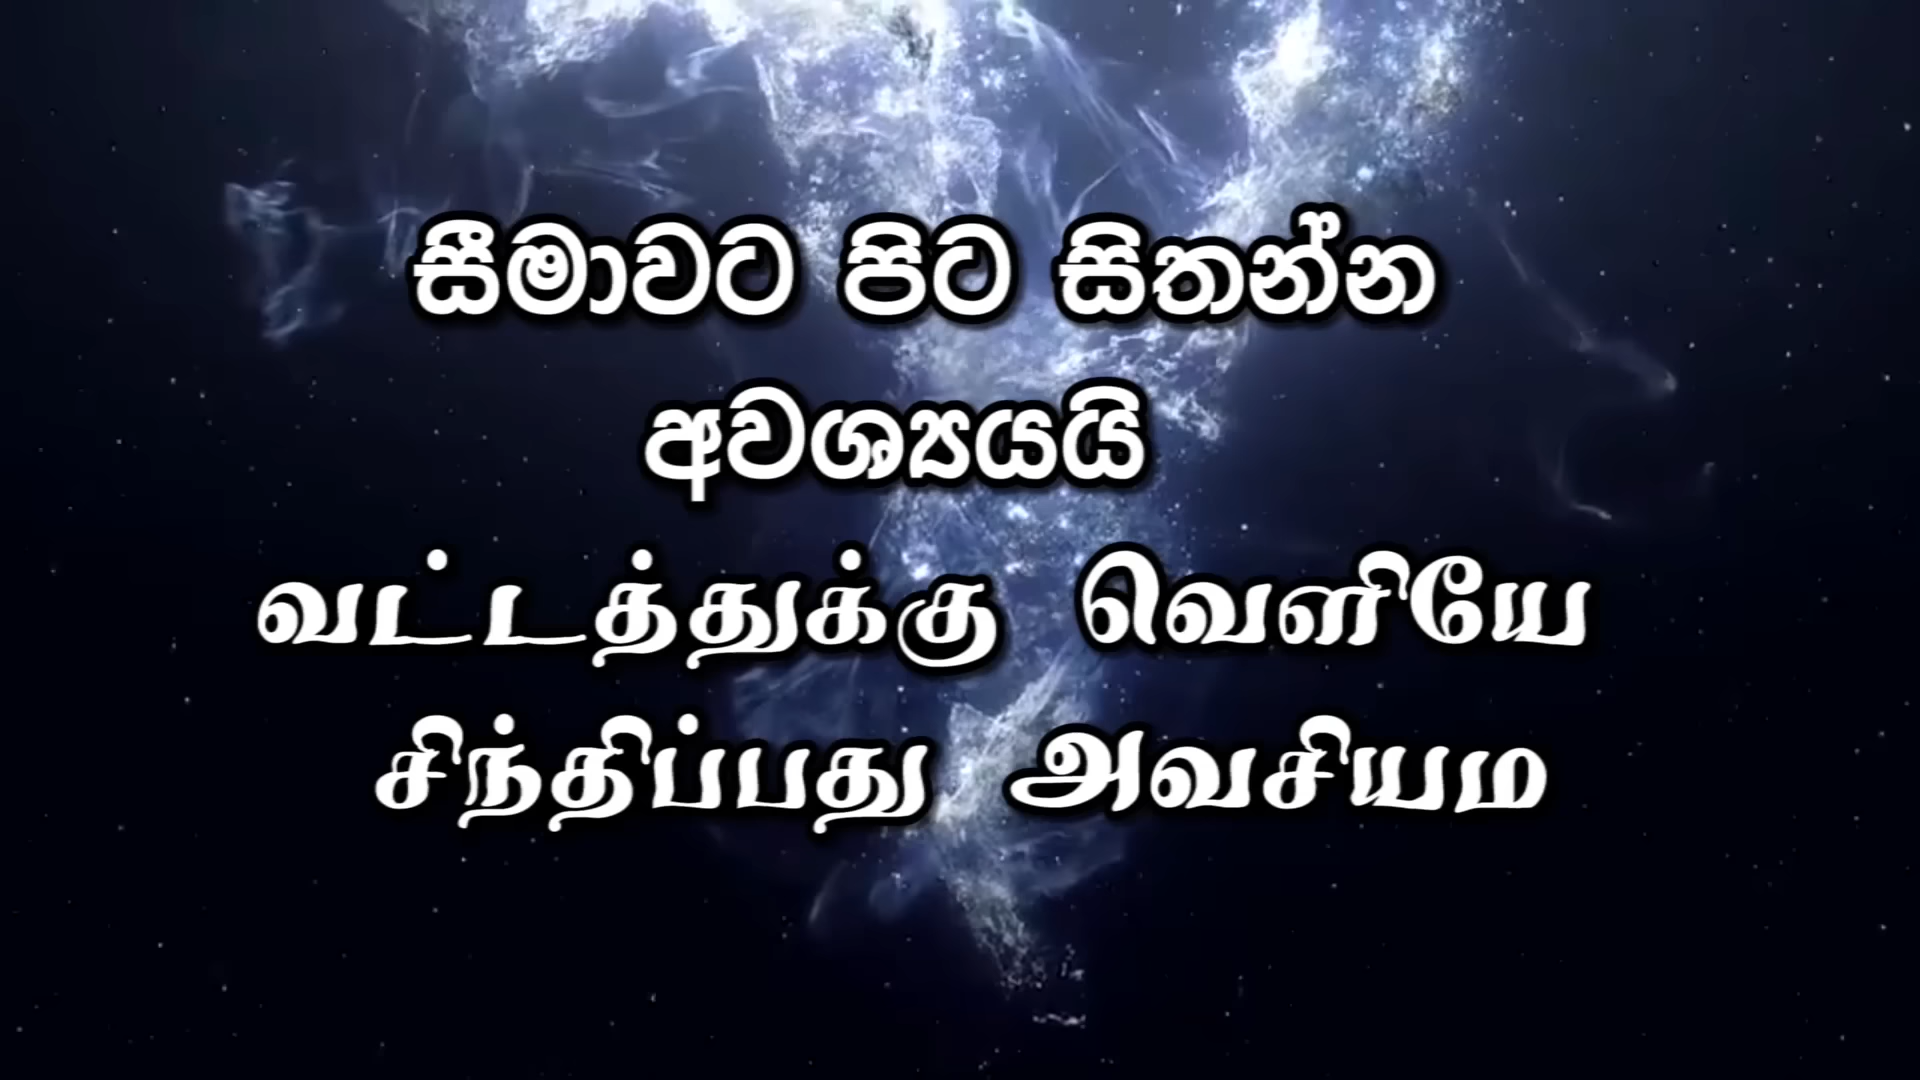 සීමාවට පිට සිතන්න
අවශ්‍යයයි
வட்டத்துக்கு வெளியே
சிந்திப்பது அவசியம